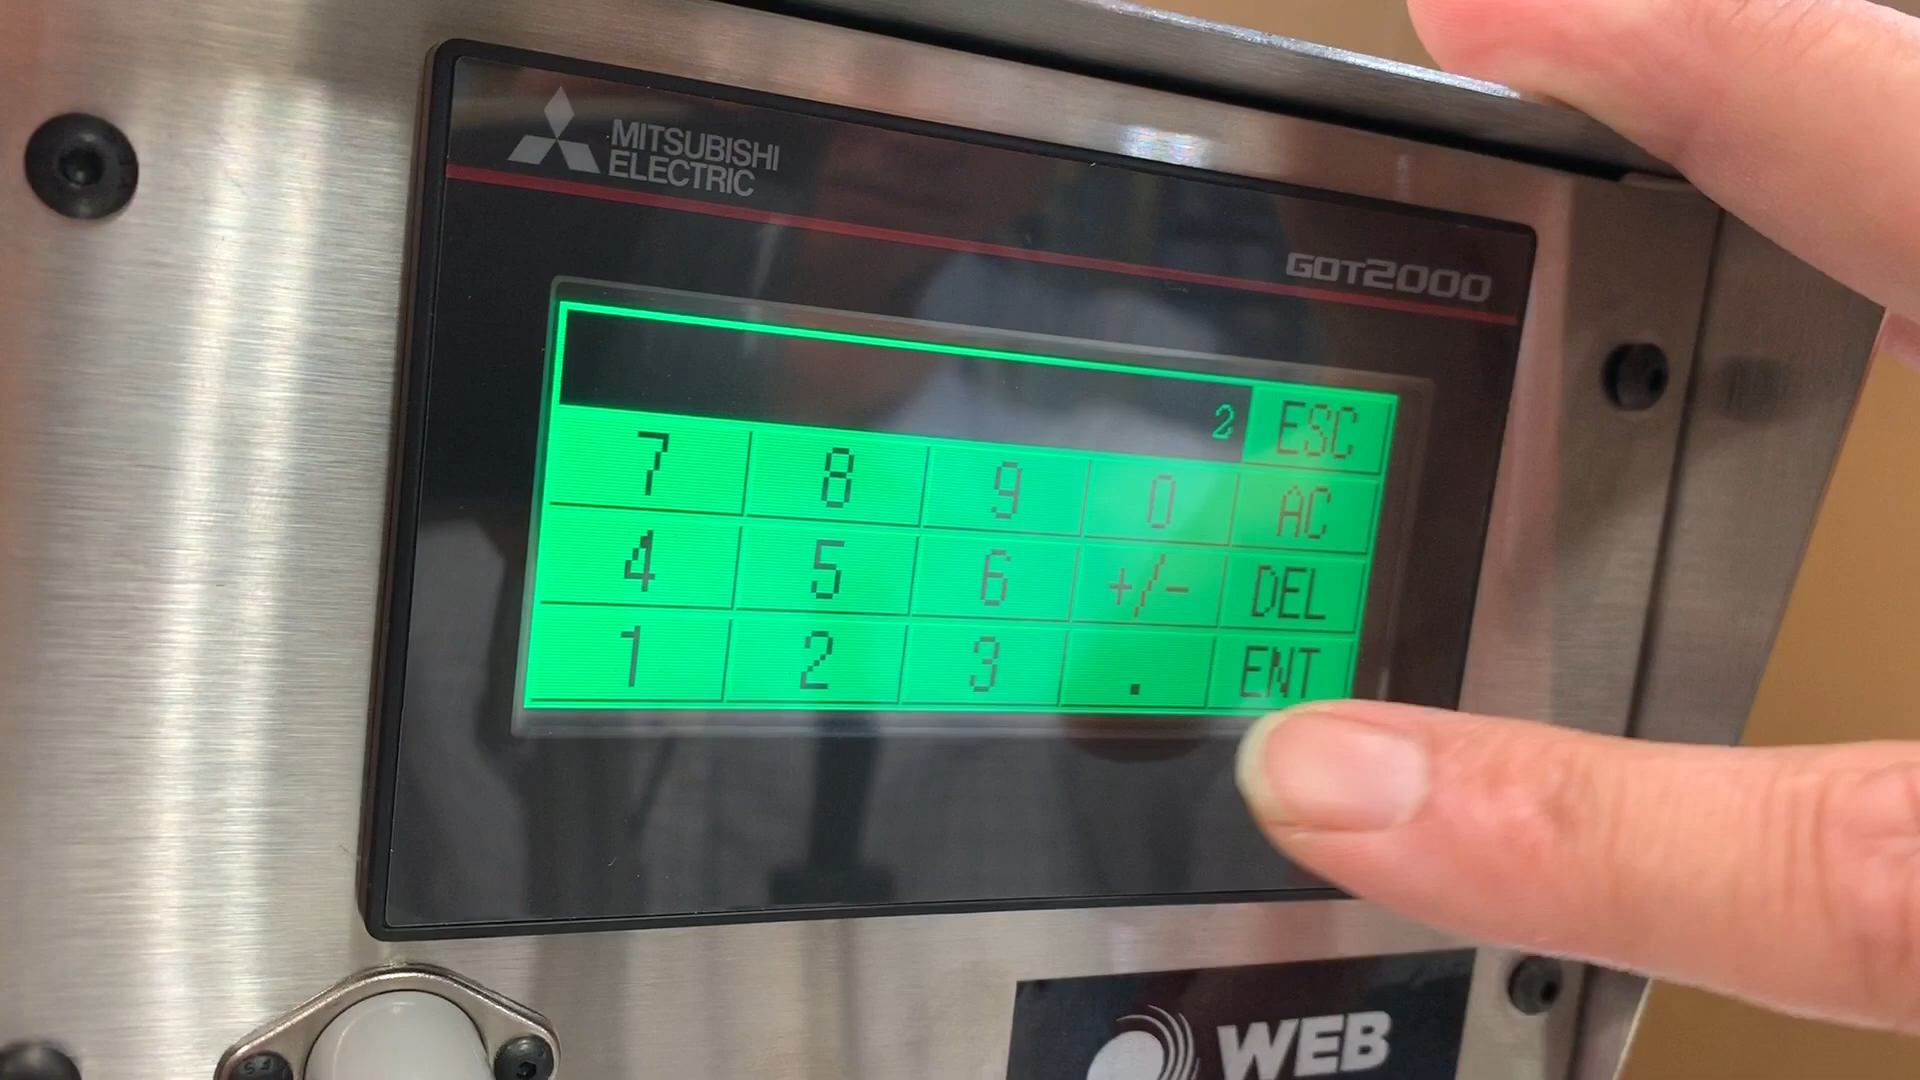 MITSUBISHI
ELECTRIC
GOT2000
2 ESC
7 8 9 0 AC
4 5 6 +/- DEL
1 2 3 . ENT
WEB